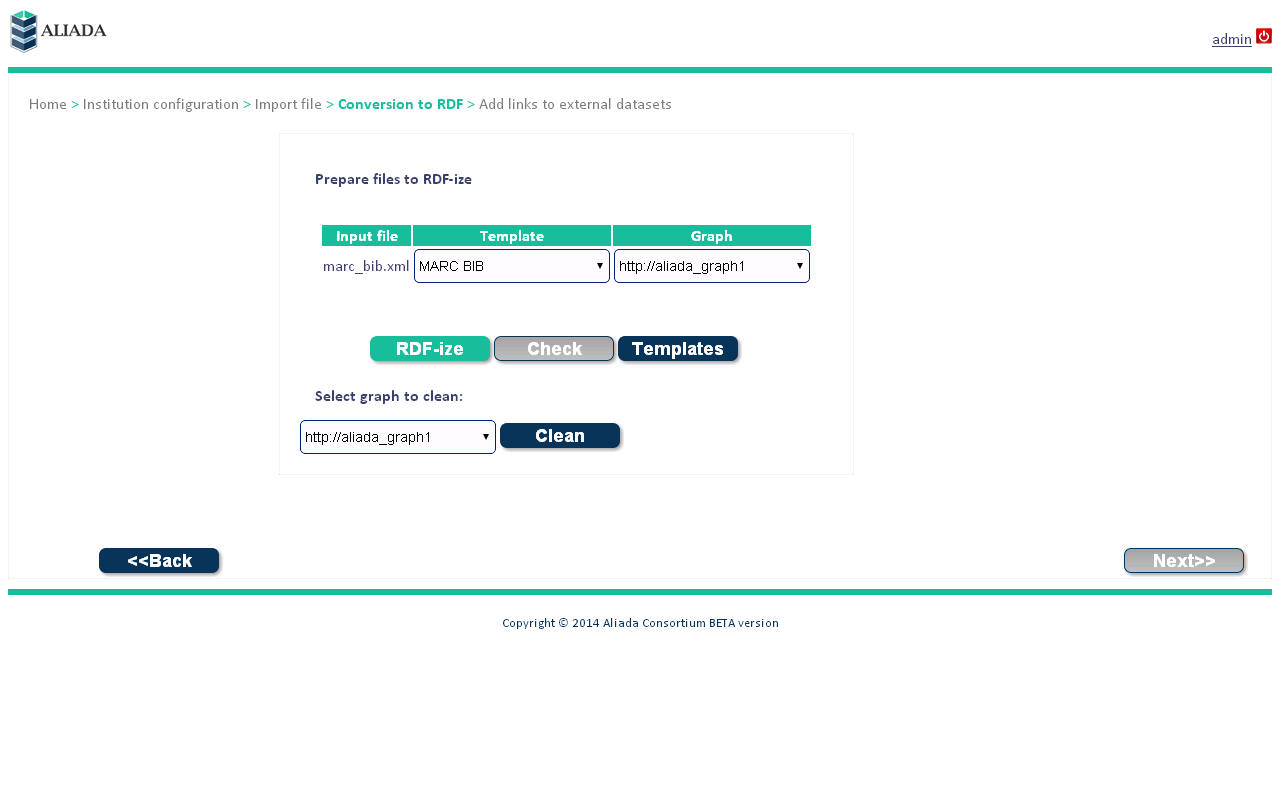 ALIADA
admin
Home > Institution configuration > Import file > Conversion to RDF > Add links to external datasets
Prepare files to RDF-ize
Input file Template Graph
marc_bib.xml MARC BIB http://aliada_graph1
RDF-ize Check Templates
Select graph to clean:
http://aliada_graph1 Clean
<<Back Next>>
Copyright © 2014 Aliada Consortium BETA version